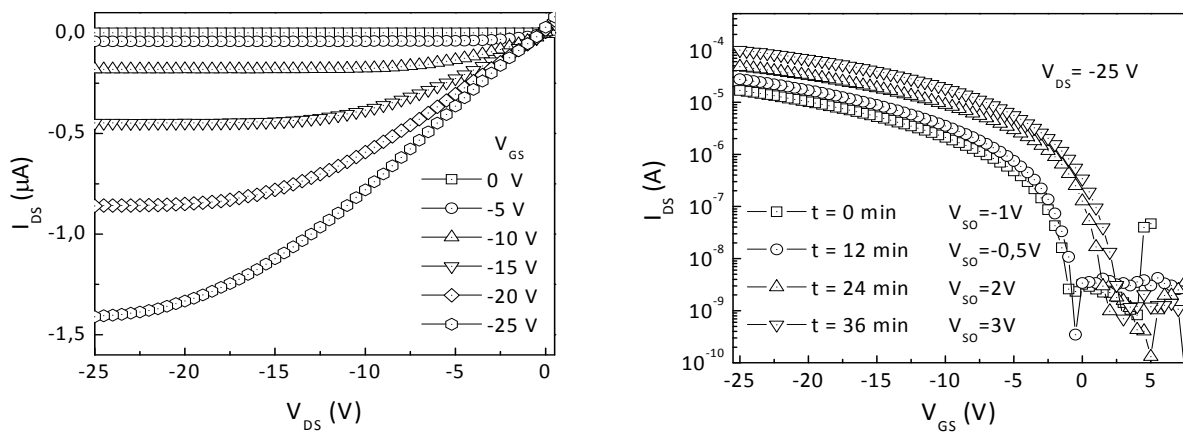 0,0
-0,5
-1,0
-1,5
I_DS (μA)
-25 -20 -15 -10 -5 0
V_DS (V)
V_GS
0 V
-5 V
-10 V
-15 V
-20 V
-25 V
10^-4
10^-5
10^-6
10^-7
10^-8
10^-9
10^-10
I_DS (A)
-25 -20 -15 -10 -5 0 5
V_GS (V)
V_DS= -25 V
t = 0 min V_SO=-1V
t = 12 min V_SO=-0,5V
t = 24 min V_SO=2V
t = 36 min V_SO=3V